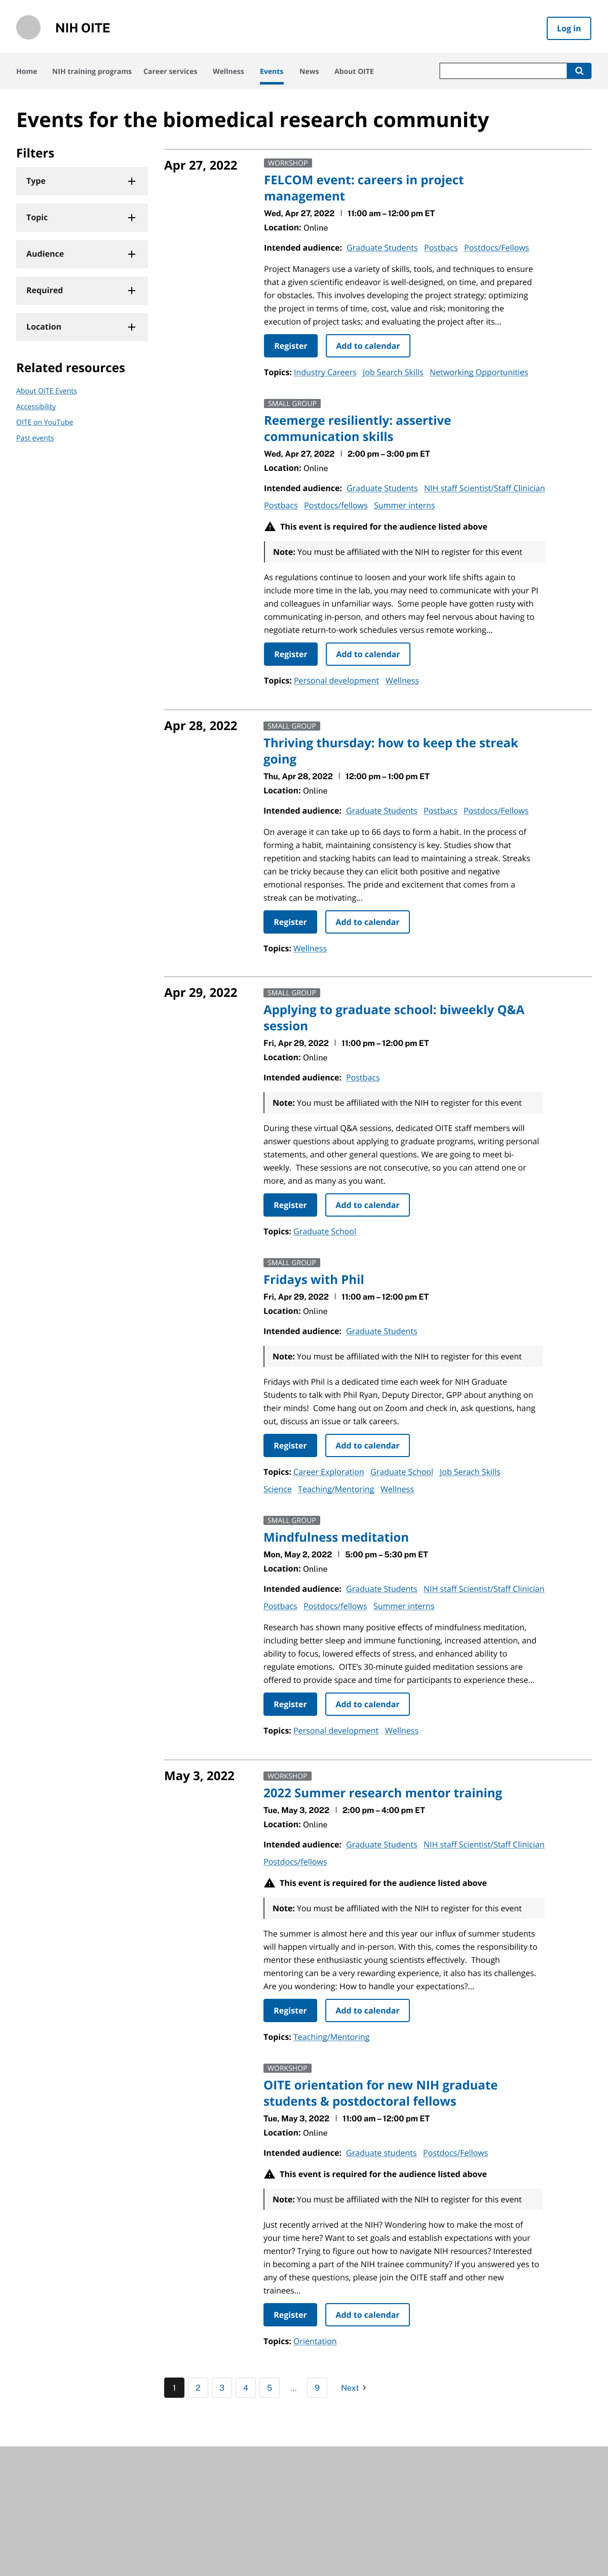 NIH OITE
Log in
Home NIH training programs Career services Wellness Events News About OITE
Events for the biomedical research community
Filters
Type
Topic
Audience
Required
Location
Related resources
About OITE Events
Accessibility
OITE on YouTube
Past events
Apr 27, 2022
WORKSHOP
FELCOM event: careers in project
management
Wed, Apr 27, 2022 | 11:00 am – 12:00 pm ET
Location: Online
Intended audience: Graduate Students Postbacs Postdocs/Fellows
Project Managers use a variety of skills, tools, and techniques to ensure
that a given scientific endeavor is well-designed, on time, and prepared
for obstacles. This involves developing the project strategy; optimizing
the project in terms of time, cost, value and risk; monitoring the
execution of project tasks; and evaluating the project after its...
Register Add to calendar
Topics: Industry Careers Job Search Skills Networking Opportunities
SMALL GROUP
Reemerge resiliently: assertive
communication skills
Wed, Apr 27, 2022 | 2:00 pm – 3:00 pm ET
Location: Online
Intended audience: Graduate Students NIH staff Scientist/Staff Clinician
Postbacs Postdocs/fellows Summer interns
This event is required for the audience listed above
Note: You must be affiliated with the NIH to register for this event
As regulations continue to loosen and your work life shifts again to
include more time in the lab, you may need to communicate with your PI
and colleagues in unfamiliar ways. Some people have gotten rusty with
communicating in-person, and others may feel nervous about having to
negotiate return-to-work schedules versus remote working...
Register Add to calendar
Topics: Personal development Wellness
Apr 28, 2022
SMALL GROUP
Thriving thursday: how to keep the streak
going
Thu, Apr 28, 2022 | 12:00 pm – 1:00 pm ET
Location: Online
Intended audience: Graduate Students Postbacs Postdocs/Fellows
On average it can take up to 66 days to form a habit. In the process of
forming a habit, maintaining consistency is key. Studies show that
repetition and stacking habits can lead to maintaining a streak. Streaks
can be tricky because they can elicit both positive and negative
emotional responses. The pride and excitement that comes from a
streak can be motivating...
Register Add to calendar
Topics: Wellness
Apr 29, 2022
SMALL GROUP
Applying to graduate school: biweekly Q&A
session
Fri, Apr 29, 2022 | 11:00 pm – 12:00 pm ET
Location: Online
Intended audience: Postbacs
Note: You must be affiliated with the NIH to register for this event
During these virtual Q&A sessions, dedicated OITE staff members will
answer questions about applying to graduate programs, writing personal
statements, and other general questions. We are going to meet bi-
weekly. These sessions are not consecutive, so you can attend one or
more, and as many as you want.
Register Add to calendar
Topics: Graduate School
SMALL GROUP
Fridays with Phil
Fri, Apr 29, 2022 | 11:00 am – 12:00 pm ET
Location: Online
Intended audience: Graduate Students
Note: You must be affiliated with the NIH to register for this event
Fridays with Phil is a dedicated time each week for NIH Graduate
Students to talk with Phil Ryan, Deputy Director, GPP about anything on
their minds! Come hang out on Zoom and check in, ask questions, hang
out, discuss an issue or talk careers.
Register Add to calendar
Topics: Career Exploration Graduate School Job Serach Skills
Science Teaching/Mentoring Wellness
SMALL GROUP
Mindfulness meditation
Mon, May 2, 2022 | 5:00 pm – 5:30 pm ET
Location: Online
Intended audience: Graduate Students NIH staff Scientist/Staff Clinician
Postbacs Postdocs/fellows Summer interns
Research has shown many positive effects of mindfulness meditation,
including better sleep and immune functioning, increased attention, and
ability to focus, lowered effects of stress, and enhanced ability to
regulate emotions. OITE's 30-minute guided meditation sessions are
offered to provide space and time for participants to experience these...
Register Add to calendar
Topics: Personal development Wellness
May 3, 2022
WORKSHOP
2022 Summer research mentor training
Tue, May 3, 2022 | 2:00 pm – 4:00 pm ET
Location: Online
Intended audience: Graduate Students NIH staff Scientist/Staff Clinician
Postdocs/fellows
This event is required for the audience listed above
Note: You must be affiliated with the NIH to register for this event
The summer is almost here and this year our influx of summer students
will happen virtually and in-person. With this, comes the responsibility to
mentor these enthusiastic young scientists effectively. Though
mentoring can be a very rewarding experience, it also has its challenges.
Are you wondering: How to handle your expectations?...
Register Add to calendar
Topics: Teaching/Mentoring
WORKSHOP
OITE orientation for new NIH graduate
students & postdoctoral fellows
Tue, May 3, 2022 | 11:00 am – 12:00 pm ET
Location: Online
Intended audience: Graduate students Postdocs/Fellows
This event is required for the audience listed above
Note: You must be affiliated with the NIH to register for this event
Just recently arrived at the NIH? Wondering how to make the most of
your time here? Want to set goals and establish expectations with your
mentor? Trying to figure out how to navigate NIH resources? Interested
in becoming a part of the NIH trainee community? If you answered yes to
any of these questions, please join the OITE staff and other new
trainees...
Register Add to calendar
Topics: Orientation
1 2 3 4 5 ... 9 Next